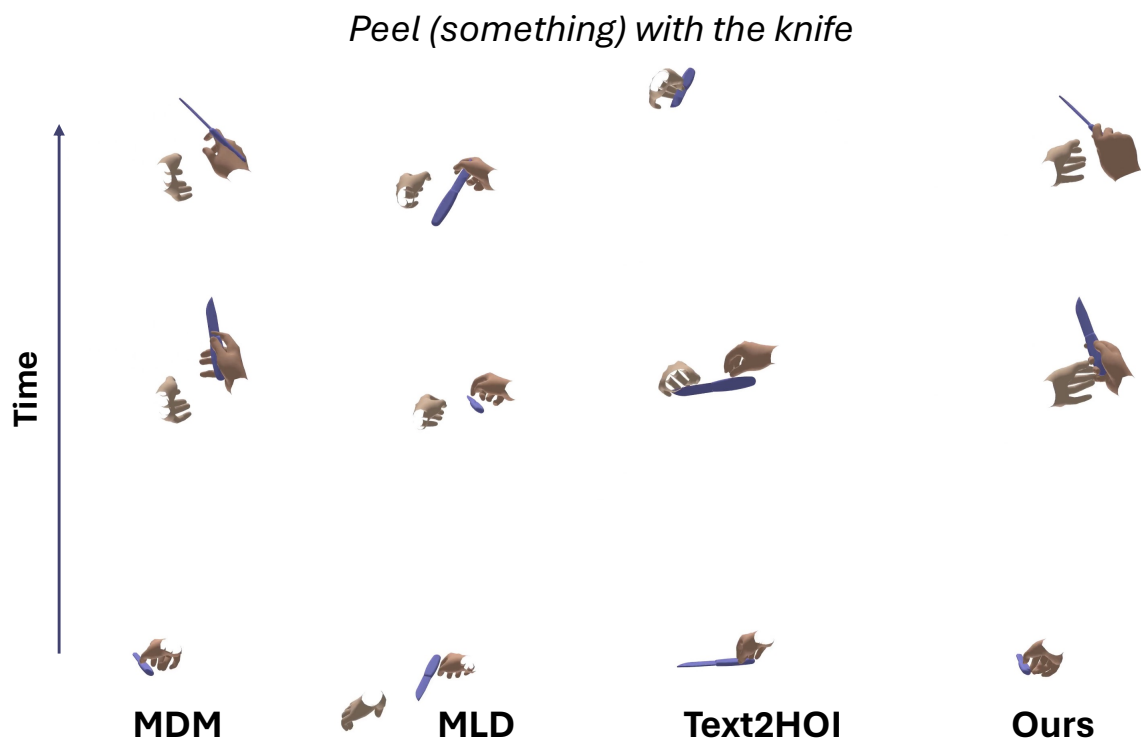 Peel (something) with the knife
Time
MDM
MLD
Text2HOI
Ours